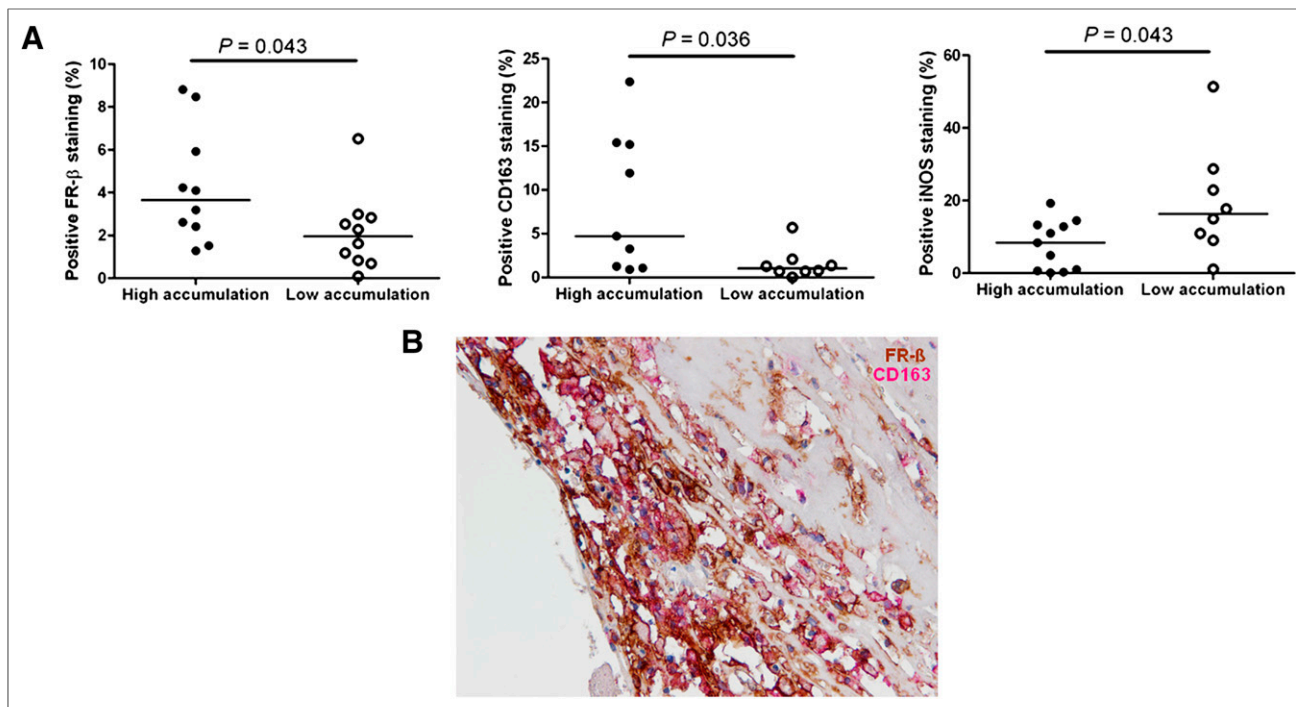 A
P = 0.043
Positive FR-β staining (%)
10
8
6
4
2
0
High accumulation Low accumulation
P = 0.036
Positive CD163 staining (%)
25
20
15
10
5
0
High accumulation Low accumulation
P = 0.043
Positive iNOS staining (%)
60
40
20
0
High accumulation Low accumulation
B
FR-ß
CD163